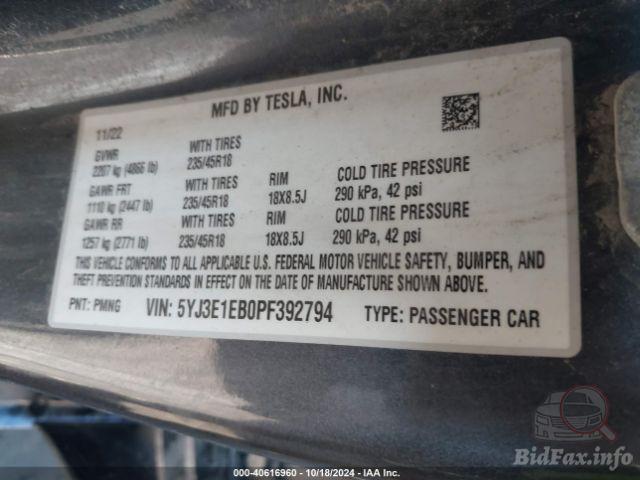 MFD BY TESLA, INC.
11/22
GVWR WITH TIRES
2207 kg (4866 lb) 235/45R18
GAWR FRT WITH TIRES RIM COLD TIRE PRESSURE
1110 kg (2447 lb) 235/45R18 18X8.5J 290 kPa, 42 psi
GAWR RR WITH TIRES RIM COLD TIRE PRESSURE
1257 kg (2771 lb) 235/45R18 18X8.5J 290 kPa, 42 psi
THIS VEHICLE CONFORMS TO ALL APPLICABLE U.S. FEDERAL MOTOR VEHICLE SAFETY, BUMPER, AND
THEFT PREVENTION STANDARDS IN EFFECT ON THE DATE OF MANUFACTURE SHOWN ABOVE.
PNT: PMNG VIN: 5YJ3E1EB0PF392794 TYPE: PASSENGER CAR
BidFax.info
000-40616960 - 10/18/2024 - IAA Inc.